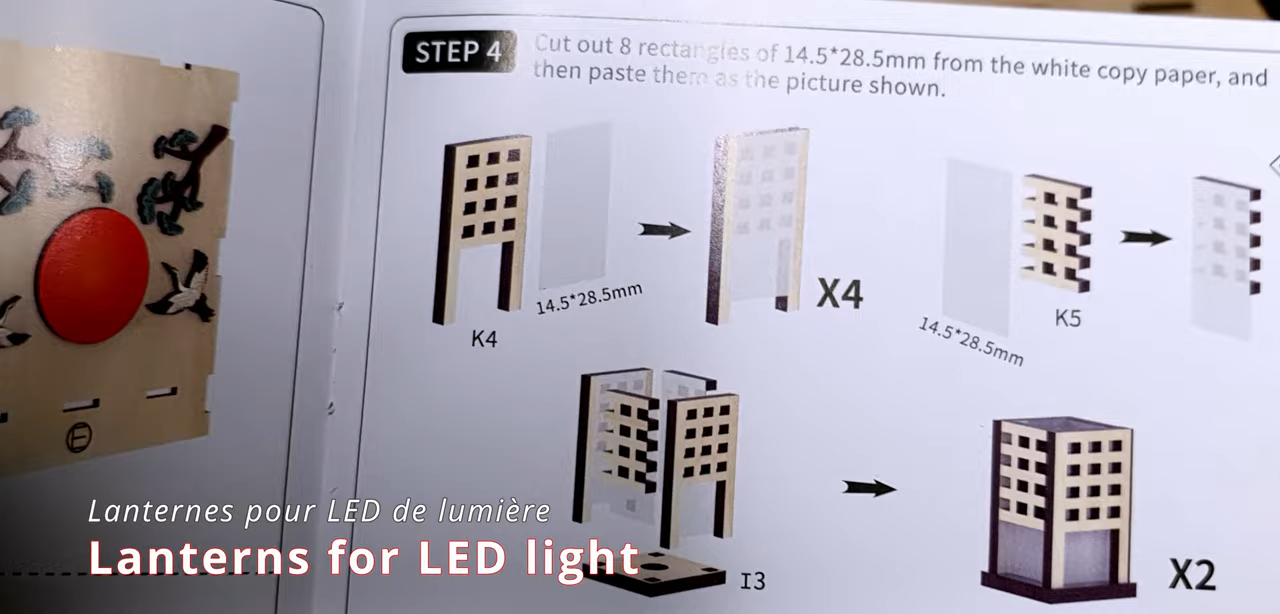 STEP 4
Cut out 8 rectangles of 14.5*28.5mm from the white copy paper, and
then paste them as the picture shown.
14.5*28.5mm
K4
X4
14.5*28.5mm
K5
E
I3
X2
Lanternes pour LED de lumière
Lanterns for LED light